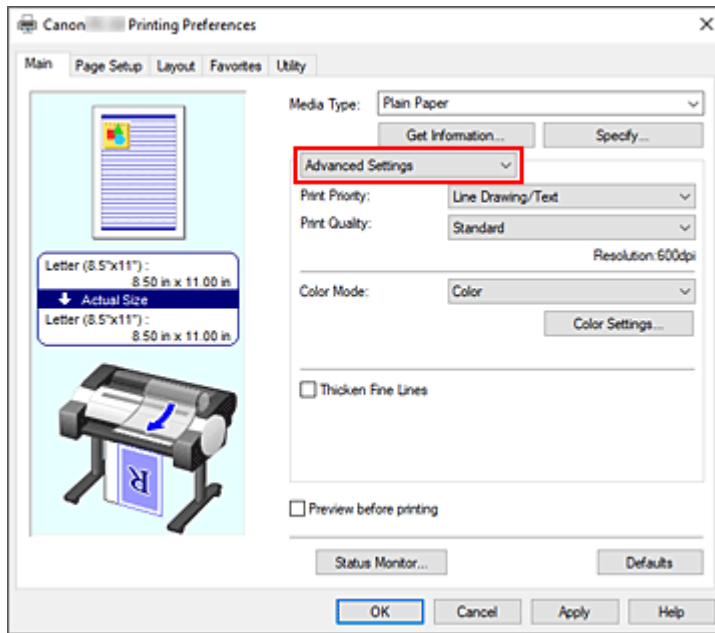 Canon Printing Preferences
Main Page Setup Layout Favorites Utility
Media Type: Plain Paper
Get Information... Specify...
Advanced Settings
Print Priority: Line Drawing/Text
Print Quality: Standard
Resolution:600dpi
Letter (8.5"x11") :
8.50 in x 11.00 in
Actual Size
Letter (8.5"x11") :
8.50 in x 11.00 in
Color Mode: Color
Color Settings...
Thicken Fine Lines
R
Preview before printing
Status Monitor... Defaults
OK Cancel Apply Help